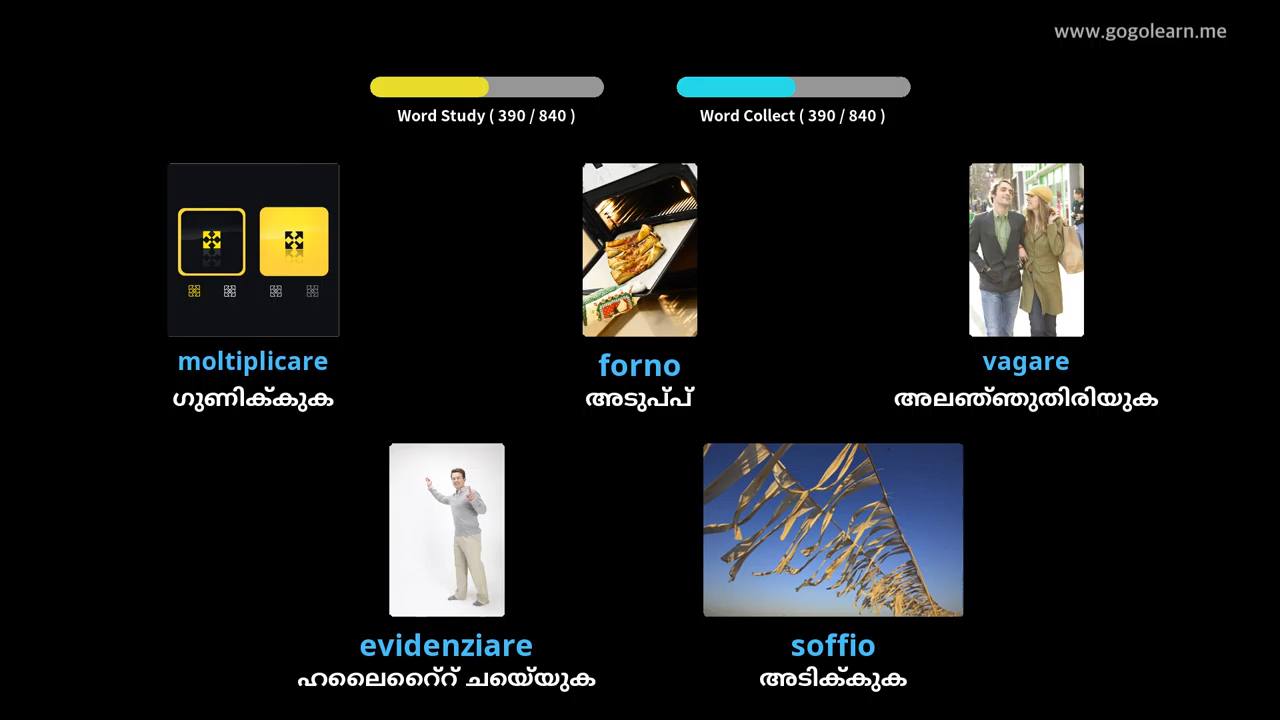 www.gogolearn.me
Word Study ( 390 / 840 )
Word Collect ( 390 / 840 )
moltiplicare
ഗുണിക്കുക
forno
അടുപ്പ്
vagare
അലഞ്ഞുതിരിയുക
evidenziare
ഹലൈറ്റൈ് ചയ്യെുക
soffio
അടിക്കുക